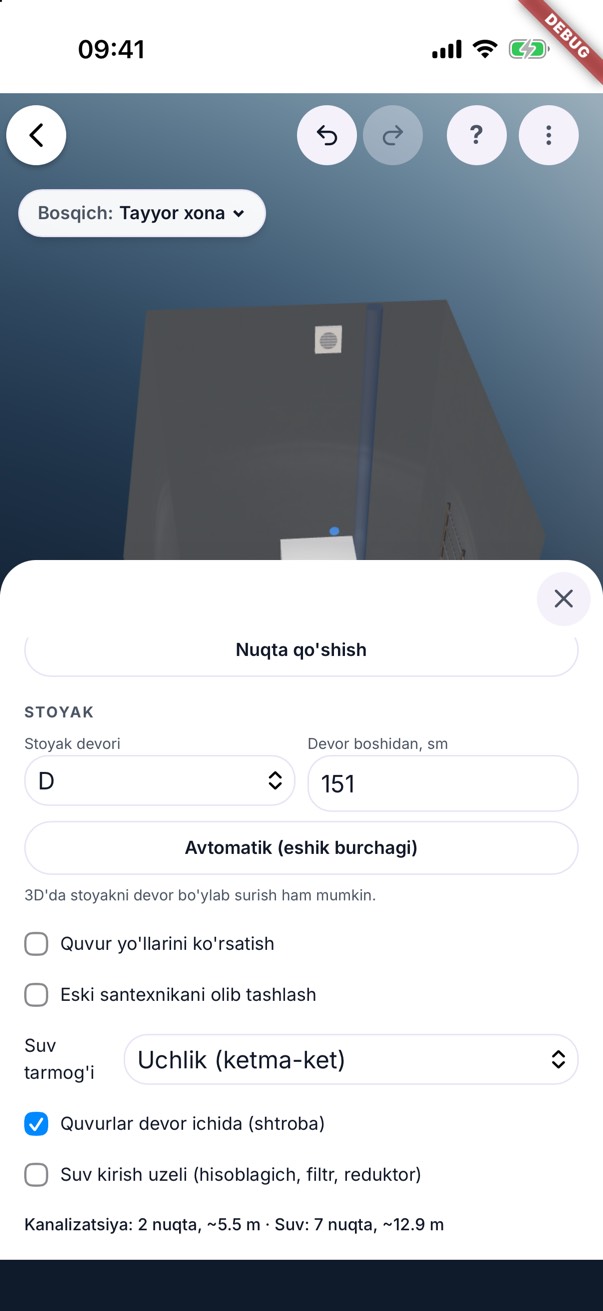 09:41
DEBUG
?
Bosqich: Tayyor xona
Nuqta qo'shish
STOYAK
Stoyak devori
Devor boshidan, sm
D
151
Avtomatik (eshik burchagi)
3D'da stoyakni devor bo'ylab surish ham mumkin.
Quvur yo'llarini ko'rsatish
Eski santexnikani olib tashlash
Suv
tarmog'i
Uchlik (ketma-ket)
Quvurlar devor ichida (shtroba)
Suv kirish uzeli (hisoblagich, filtr, reduktor)
Kanalizatsiya: 2 nuqta, ~5.5 m · Suv: 7 nuqta, ~12.9 m